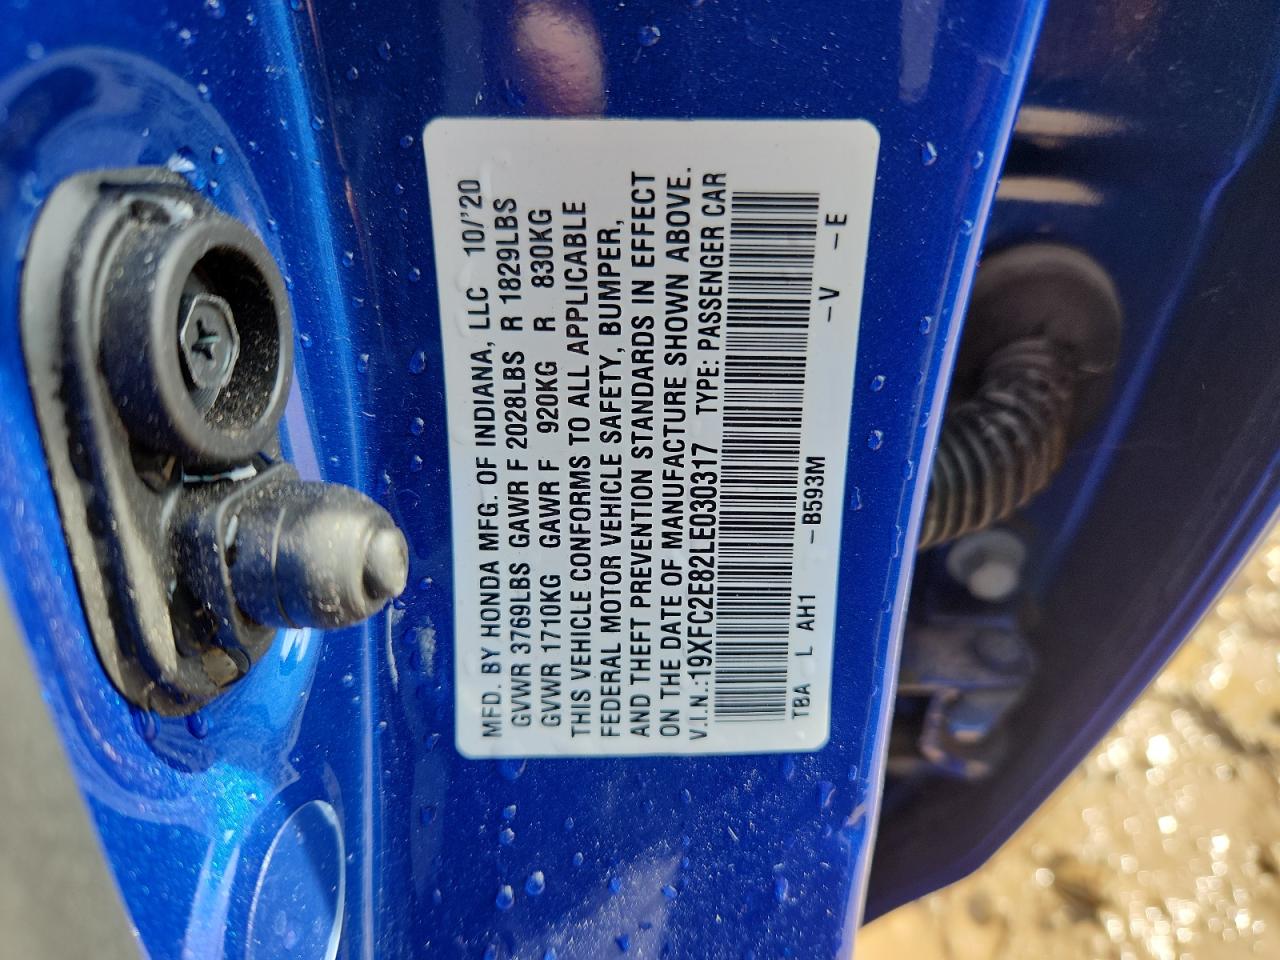 MFD. BY HONDA MFG. OF INDIANA, LLC 10/'20
GVWR 3769LBS GAWR F 2028LBS R 1829LBS
GVWR 1710KG GAWR F 920KG R 830KG
THIS VEHICLE CONFORMS TO ALL APPLICABLE
FEDERAL MOTOR VEHICLE SAFETY, BUMPER,
AND THEFT PREVENTION STANDARDS IN EFFECT
ON THE DATE OF MANUFACTURE SHOWN ABOVE.
V.I.N.:19XFC2E82LE030317 TYPE: PASSENGER CAR
TBA L AH1 -B593M -V -E